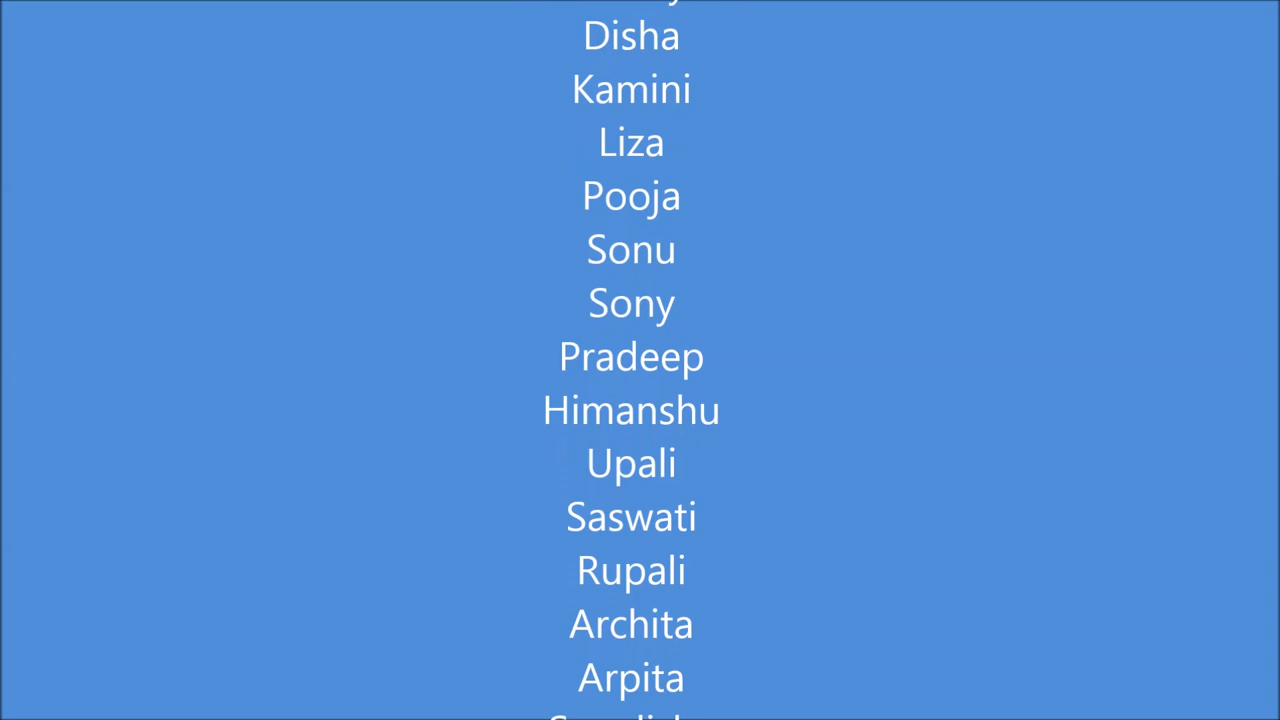 Disha
Kamini
Liza
Pooja
Sonu
Sony
Pradeep
Himanshu
Upali
Saswati
Rupali
Archita
Arpita